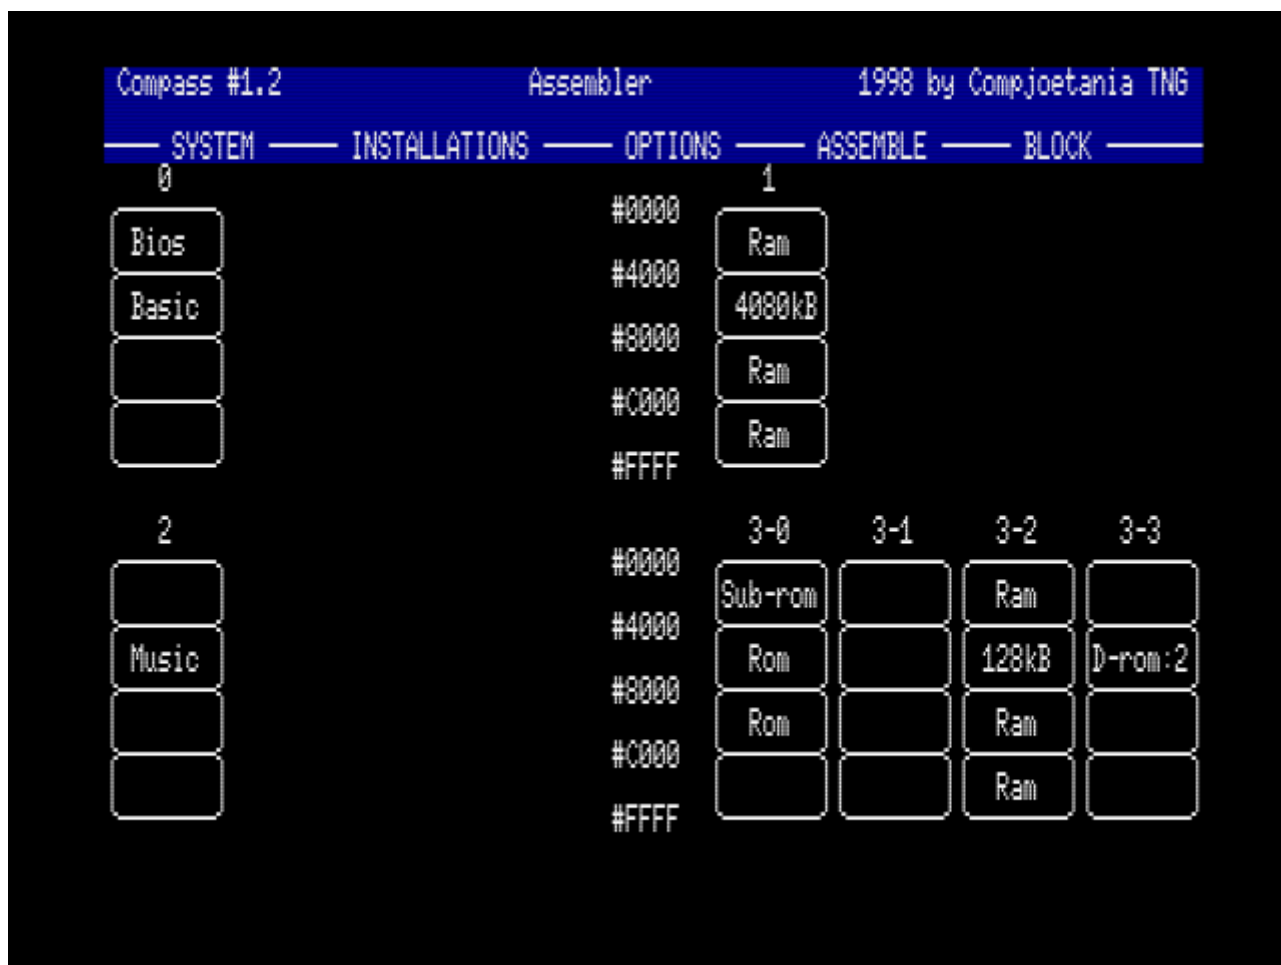 Compass #1.2 Assembler 1998 by Compjoetania TNG
SYSTEM INSTALLATIONS OPTIONS ASSEMBLE BLOCK
0 1
#0000
Bios Ram
#4000
Basic 4080kB
#8000
Ram
#C000
Ram
#FFFF
2 3-0 3-1 3-2 3-3
#0000
Sub-rom Ram
#4000
Music Rom 128kB D-rom:2
#8000
Rom Ram
#C000
Ram
#FFFF